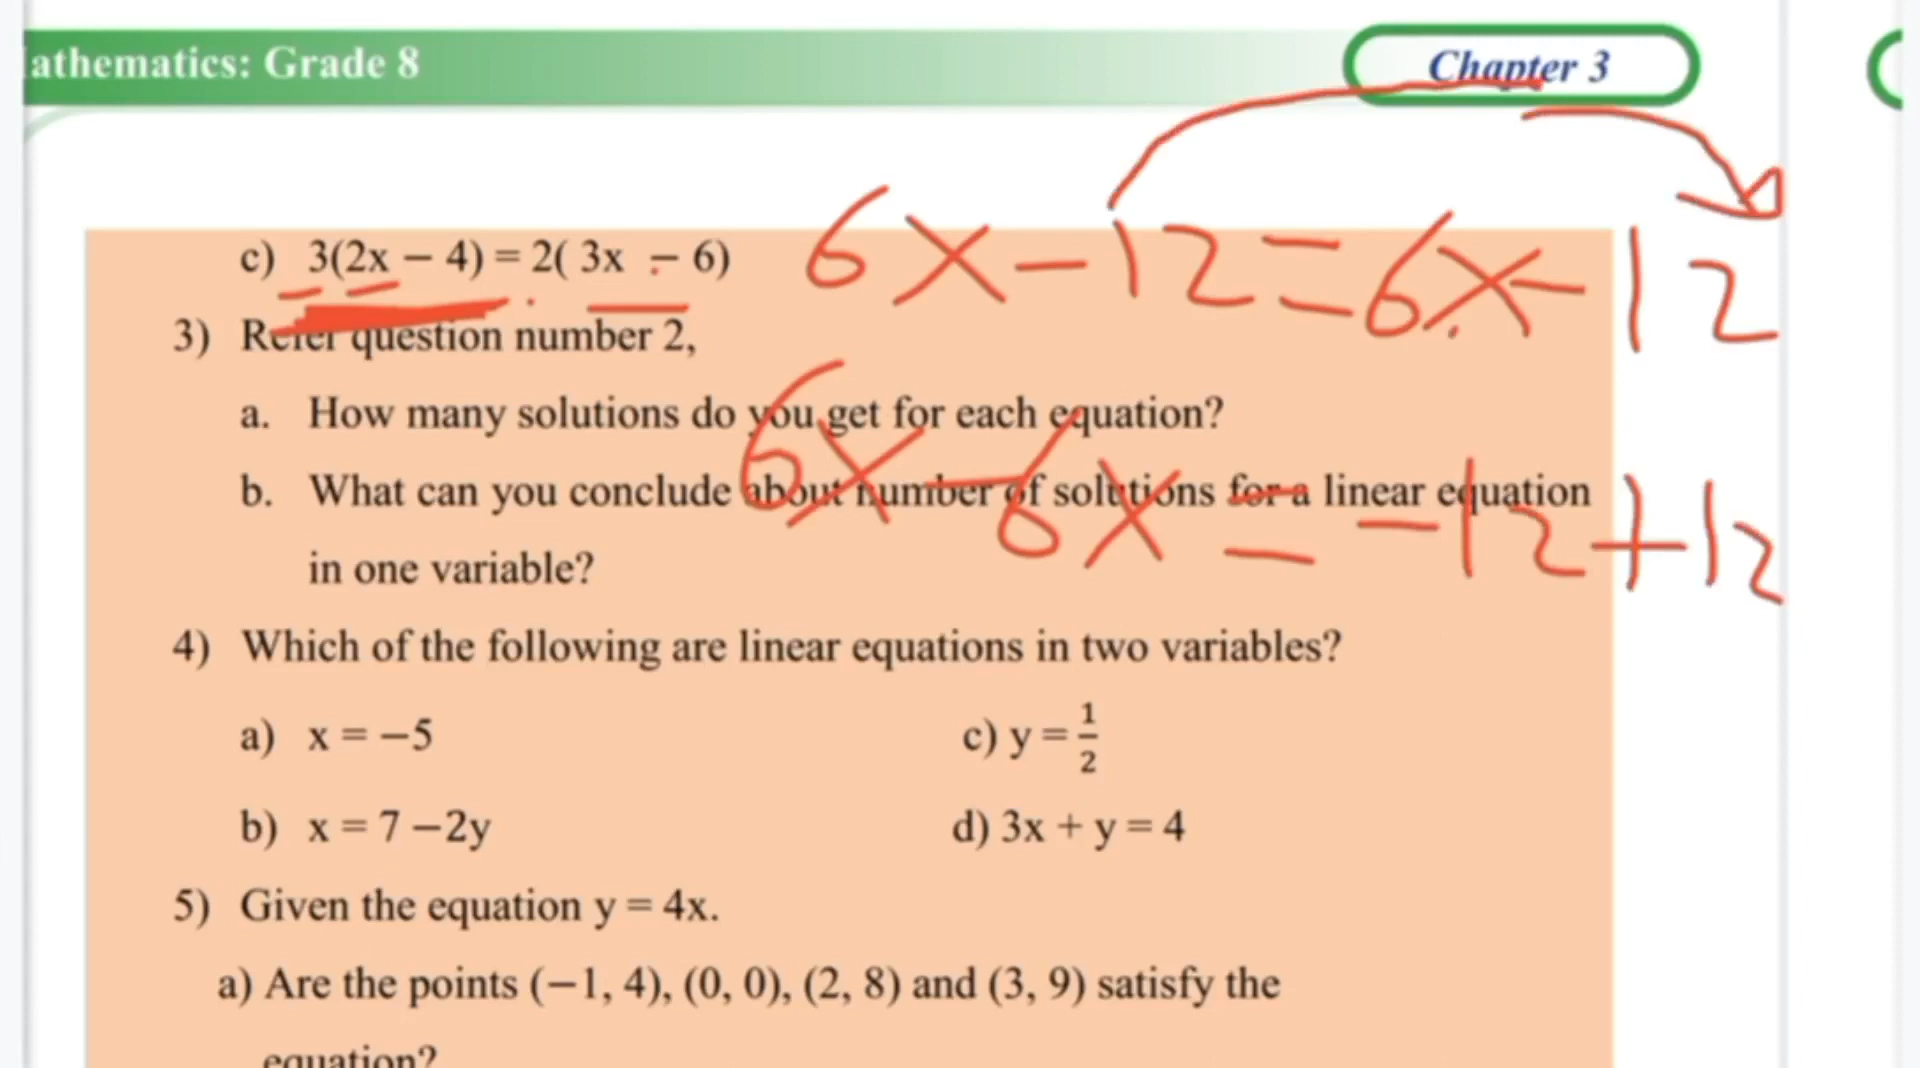 athematics: Grade 8
Chapter 3
c) 3(2x – 4) = 2( 3x – 6)
6x – 12 = 6x – 12
3) Refer question number 2,
a. How many solutions do you get for each equation?
b. What can you conclude about number of solutions for a linear equation
6x – 6x = –12 + 12
in one variable?
4) Which of the following are linear equations in two variables?
a) x = −5
c) y = 1/2
b) x = 7 −2y
d) 3x + y = 4
5) Given the equation y = 4x.
a) Are the points (−1, 4), (0, 0), (2, 8) and (3, 9) satisfy the
equation?